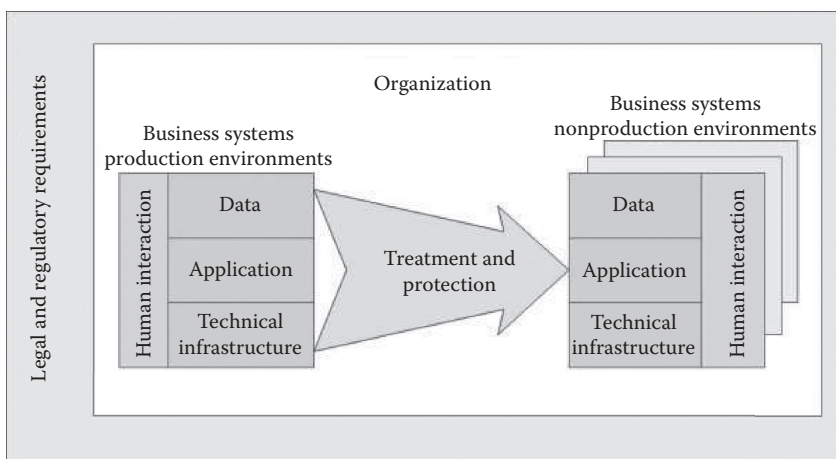 Legal and regulatory requirements
Organization
Business systems
production environments
Human interaction
Data
Application
Technical
infrastructure
Treatment and
protection
Business systems
nonproduction environments
Data
Application
Technical
infrastructure
Human interaction